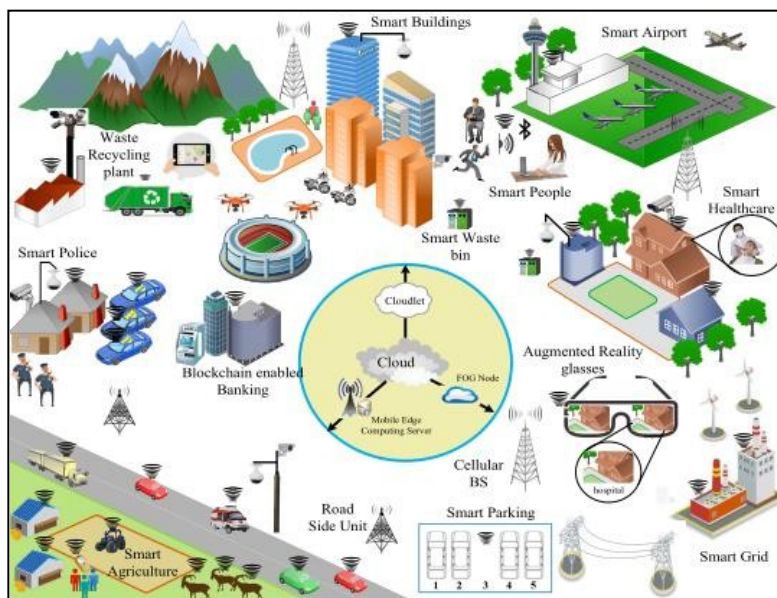 Smart Buildings
Smart Airport
Waste
Recycling
plant
Smart People
Smart
Healthcare
Smart Waste
bin
Smart Police
Cloudlet
Cloud
FOG Node
Mobile Edge
Computing Server
Blockchain enabled
Banking
Augmented Reality
glasses
hospital
Cellular
BS
Road
Side Unit
Smart Parking
1 2 3 4 5
Smart Grid
Smart
Agriculture